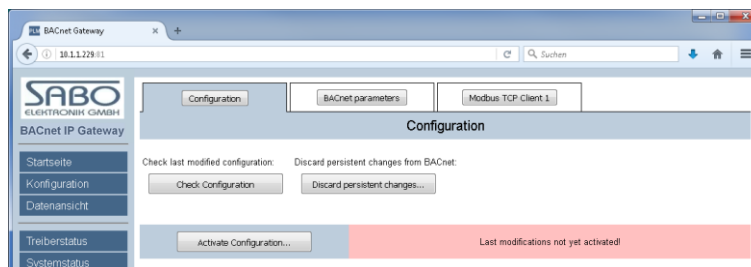 BACnet Gateway
10.1.1.229:81
Suchen
SABO
ELEKTRONIK GMBH
BACnet IP Gateway
Startseite
Konfiguration
Datenansicht
Treiberstatus
Systemstatus
Configuration
BACnet parameters
Modbus TCP Client 1
Configuration
Check last modified configuration:
Discard persistent changes from BACnet:
Check Configuration
Discard persistent changes...
Activate Configuration...
Last modifications not yet activated!